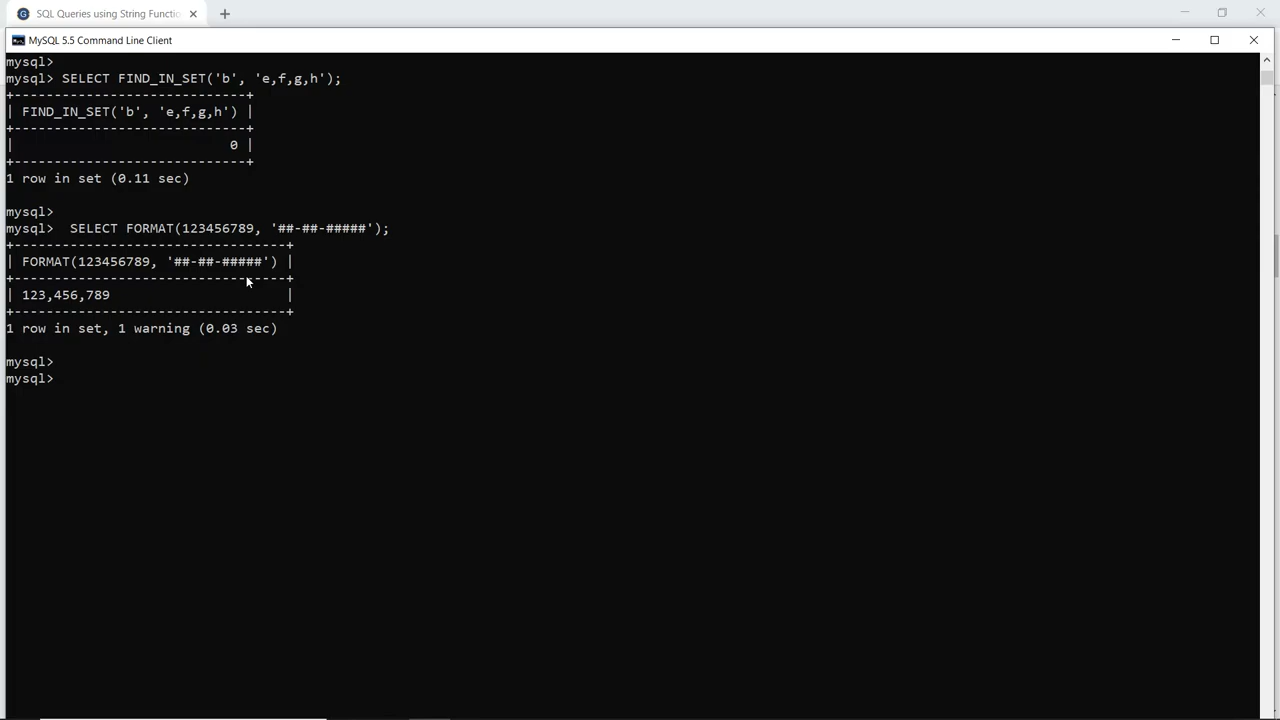 SQL Queries using String Functio
MySQL 5.5 Command Line Client
mysql>
mysql> SELECT FIND_IN_SET('b', 'e,f,g,h');
+-----------------------------+
| FIND_IN_SET('b', 'e,f,g,h') |
+-----------------------------+
|                           0 |
+-----------------------------+
1 row in set (0.11 sec)
mysql>
mysql>  SELECT FORMAT(123456789, '##-##-#####');
+----------------------------------+
| FORMAT(123456789, '##-##-#####') |
+----------------------------------+
| 123,456,789                      |
+----------------------------------+
1 row in set, 1 warning (0.03 sec)
mysql>
mysql>